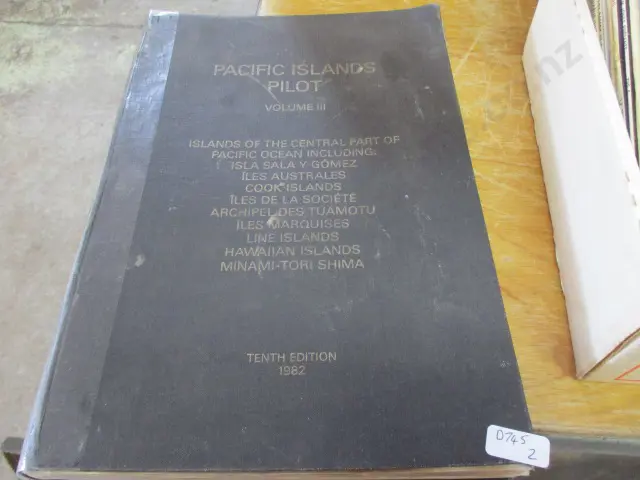 PACIFIC ISLANDS
PILOT
VOLUME III
ISLANDS OF THE CENTRAL PART OF
PACIFIC OCEAN INCLUDING:
ISLA SALA Y GÓMEZ
ÎLES AUSTRALES
COOK ISLANDS
ÎLES DE LA SOCIÉTÉ
ARCHIPEL DES TUAMOTU
ÎLES MARQUISES
LINE ISLANDS
HAWAIIAN ISLANDS
MINAMI-TORI SHIMA
TENTH EDITION
1982
D745
2